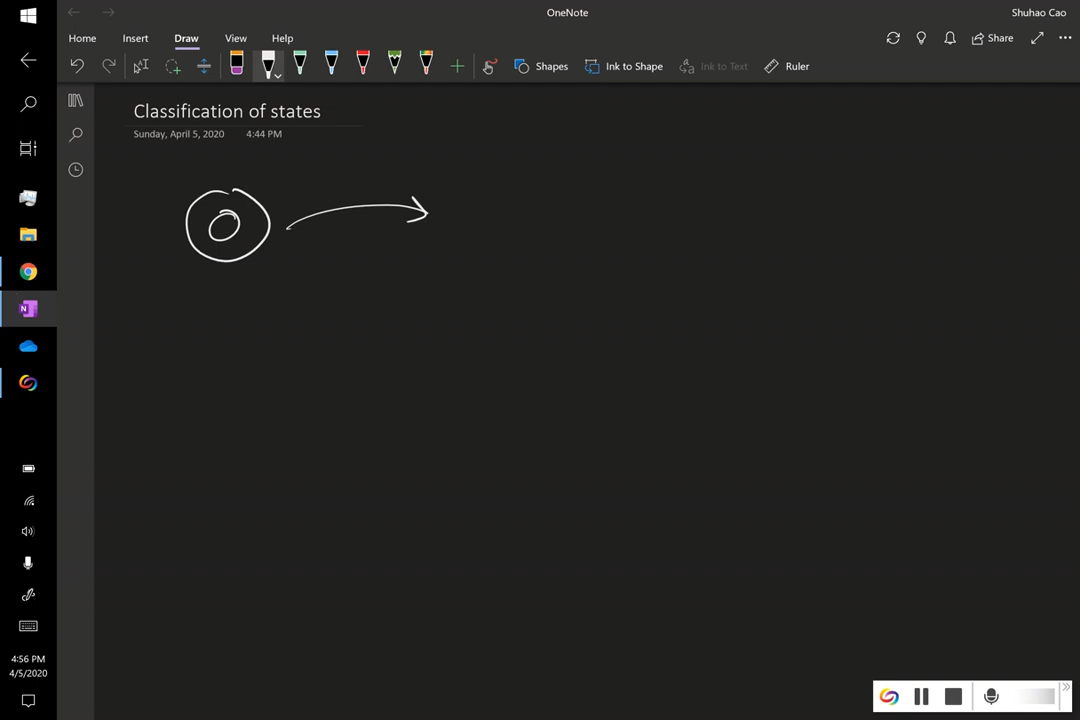 OneNote
Shuhao Cao
Home Insert Draw View Help
Share
Shapes Ink to Shape Ink to Text Ruler
Classification of states
Sunday, April 5, 2020 4:44 PM
0
N
4:56 PM
4/5/2020